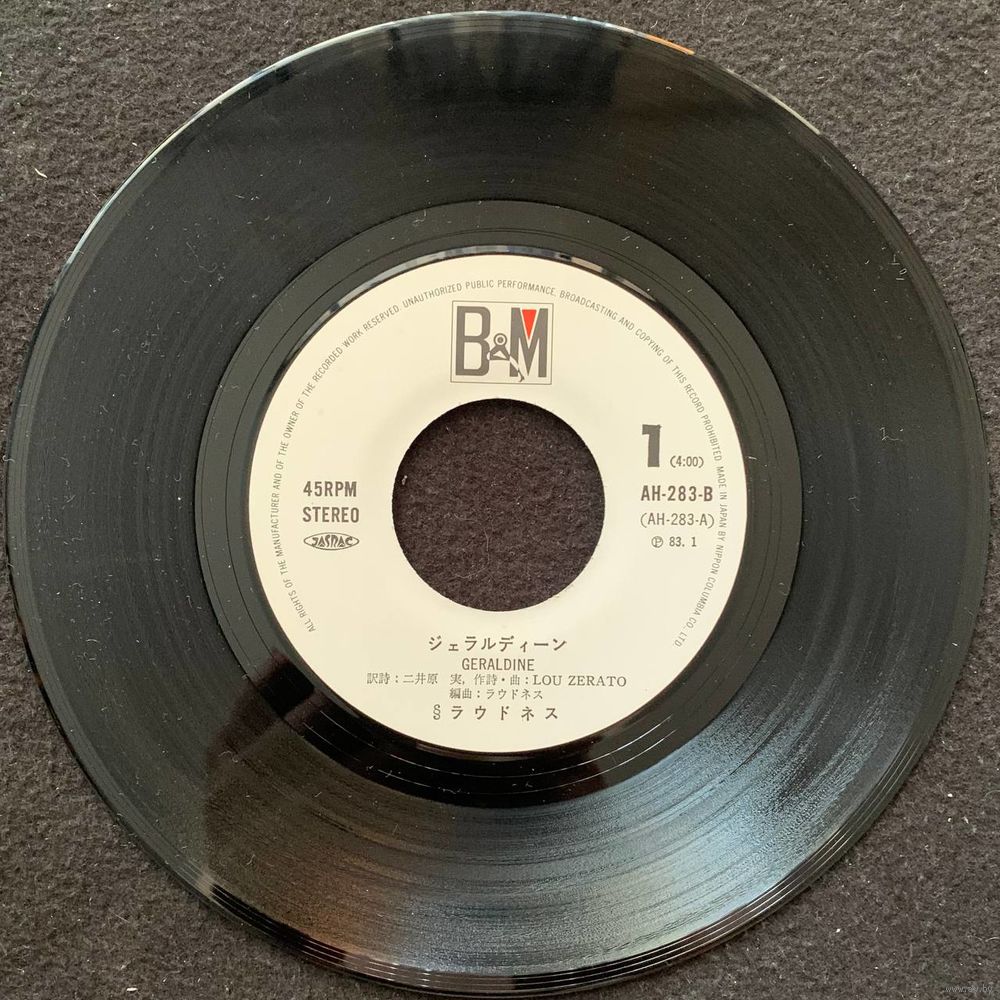 ALL RIGHTS OF THE MANUFACTURER AND OF THE OWNER OF THE RECORDED WORK RESERVED. UNAUTHORIZED PUBLIC PERFORMANCE. BROADCASTING AND COPYING OF THIS RECORD PROHIBITED MADE IN JAPAN BY NIPPON COLUMBIA CO LTD
B&M
1 (4:00)
45RPM
STEREO
JASRAC
AH-283-B
(AH-283-A)
Ⓟ 83. 1
ジェラルディーン
GERALDINE
訳詩:二井原 実, 作詩・曲:LOU ZERATO
編曲:ラウドネス
§ ラウドネス